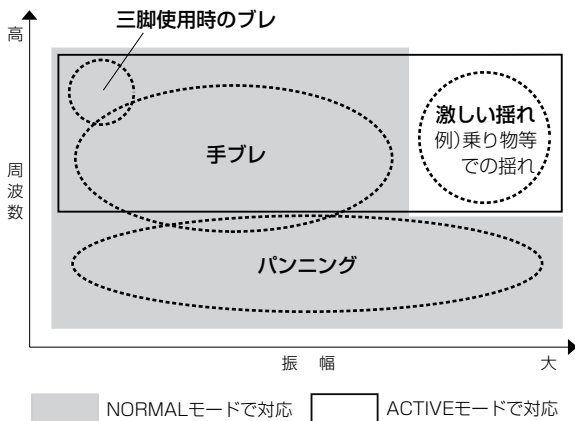 三脚使用時のブレ
高
激しい揺れ
例)乗り物等
での揺れ
手ブレ
周波数
パンニング
振 幅
大
NORMALモードで対応
ACTIVEモードで対応